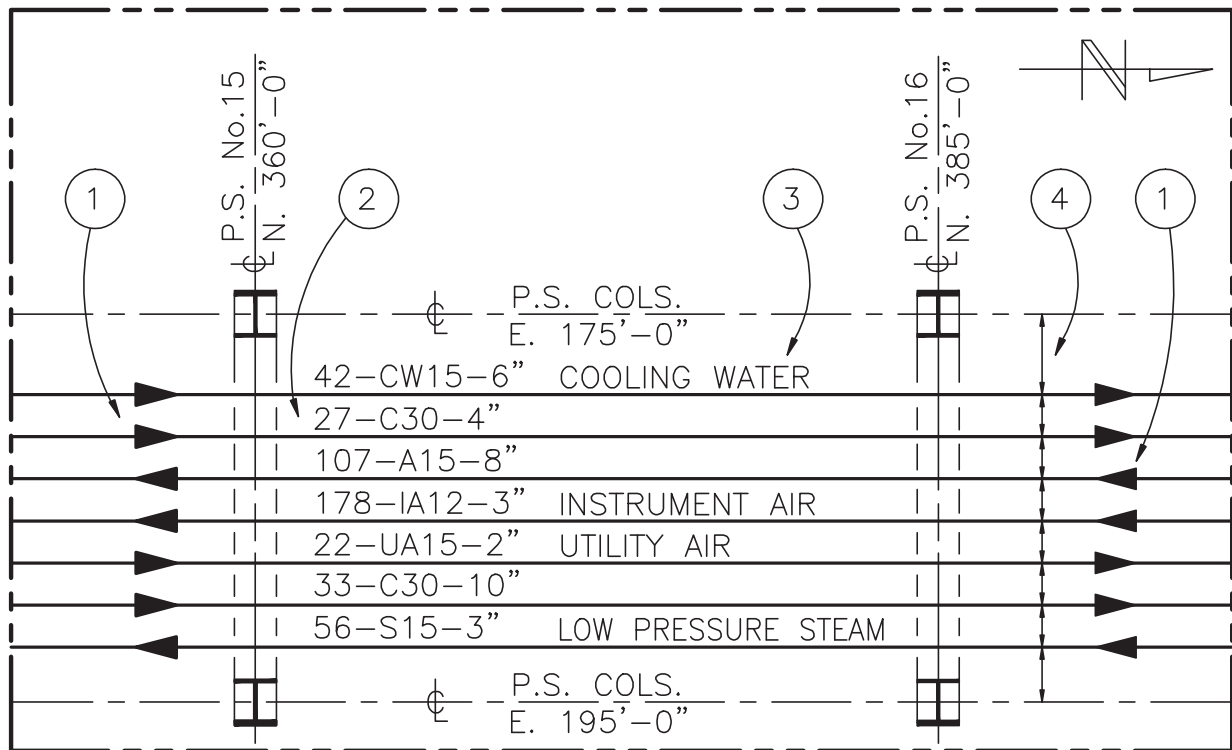 N
P.S. No.15
N. 360'-0"
P.S. No.16
N. 385'-0"
1
2
3
4
1
℄
℄
℄ P.S. COLS.
E. 175'-0"
42-CW15-6" COOLING WATER
27-C30-4"
107-A15-8"
178-IA12-3" INSTRUMENT AIR
22-UA15-2" UTILITY AIR
33-C30-10"
56-S15-3" LOW PRESSURE STEAM
℄ P.S. COLS.
E. 195'-0"